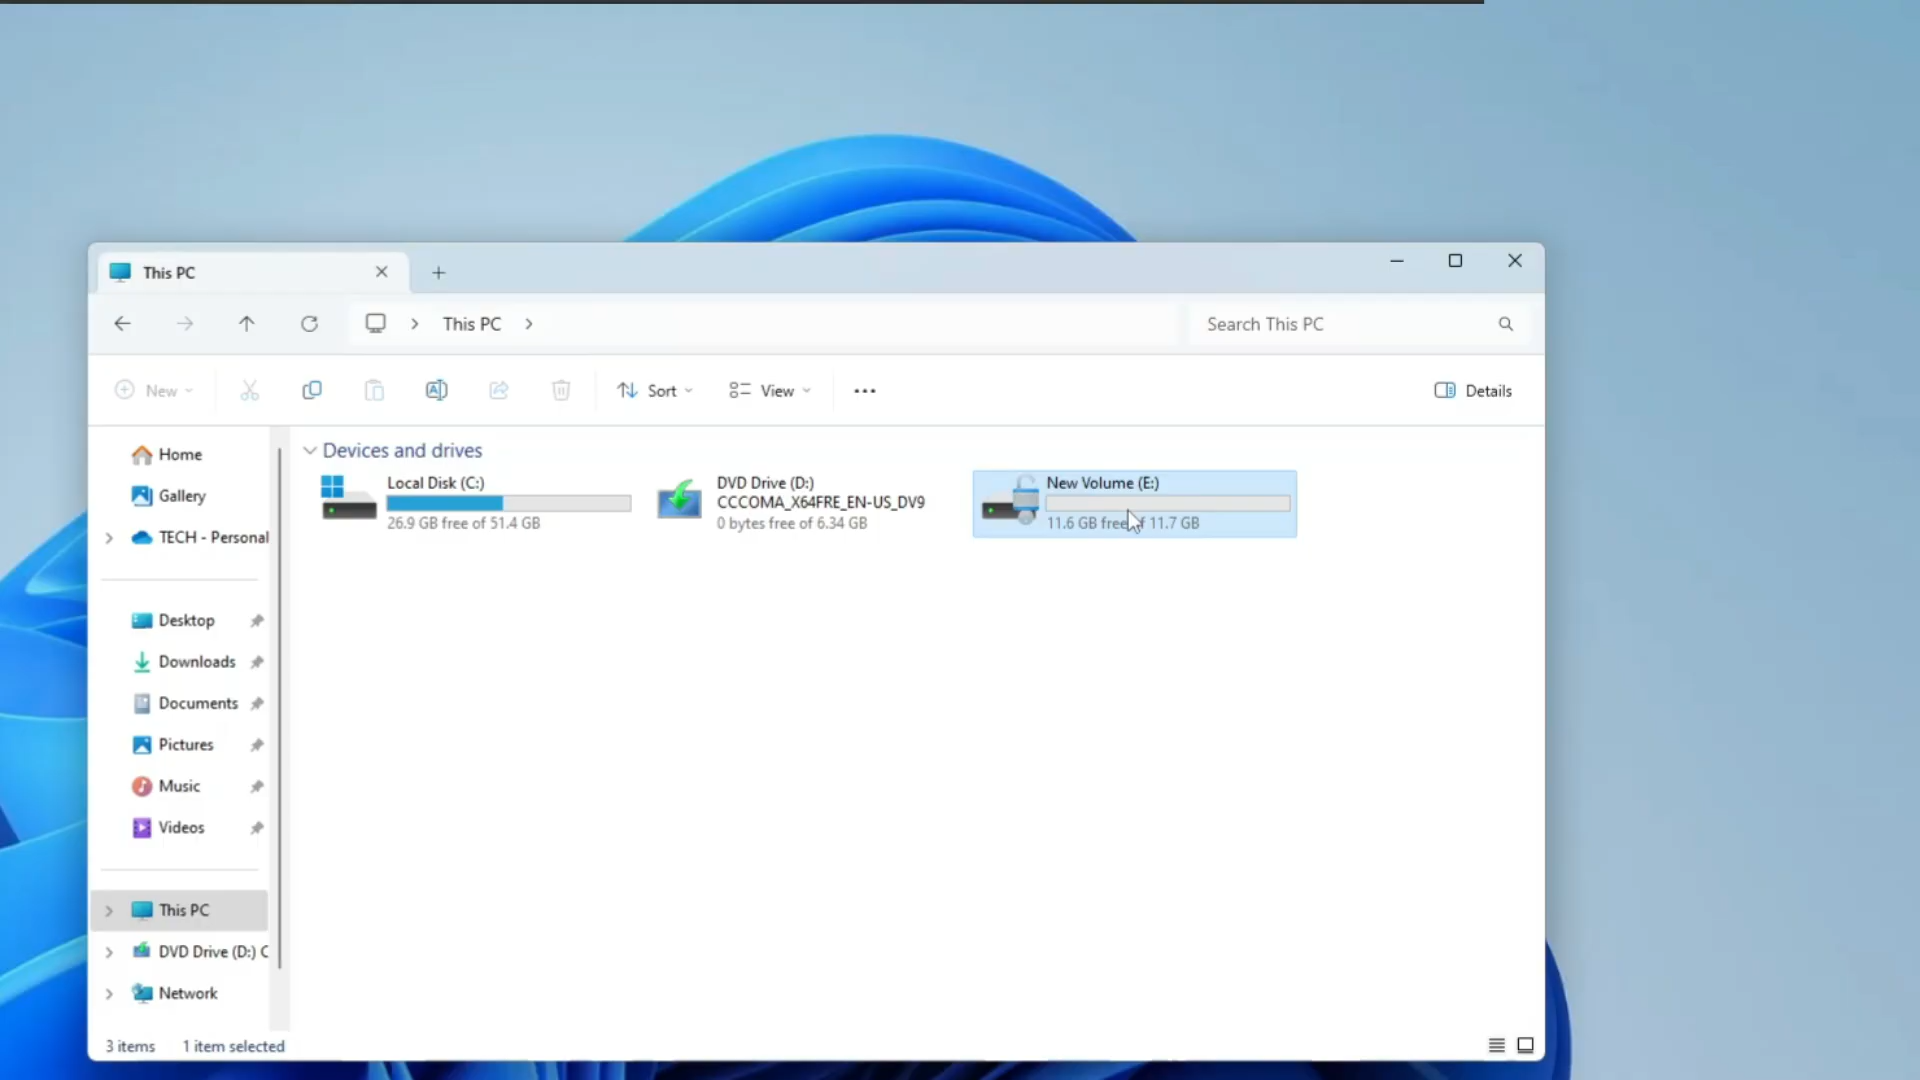 This PC
This PC
Search This PC
New
Sort
View
Details
Home
Gallery
TECH - Personal
Desktop
Downloads
Documents
Pictures
Music
Videos
This PC
DVD Drive (D:) C
Network
Devices and drives
Local Disk (C:)
26.9 GB free of 51.4 GB
DVD Drive (D:)
CCCOMA_X64FRE_EN-US_DV9
0 bytes free of 6.34 GB
New Volume (E:)
11.6 GB free of 11.7 GB
3 items 1 item selected